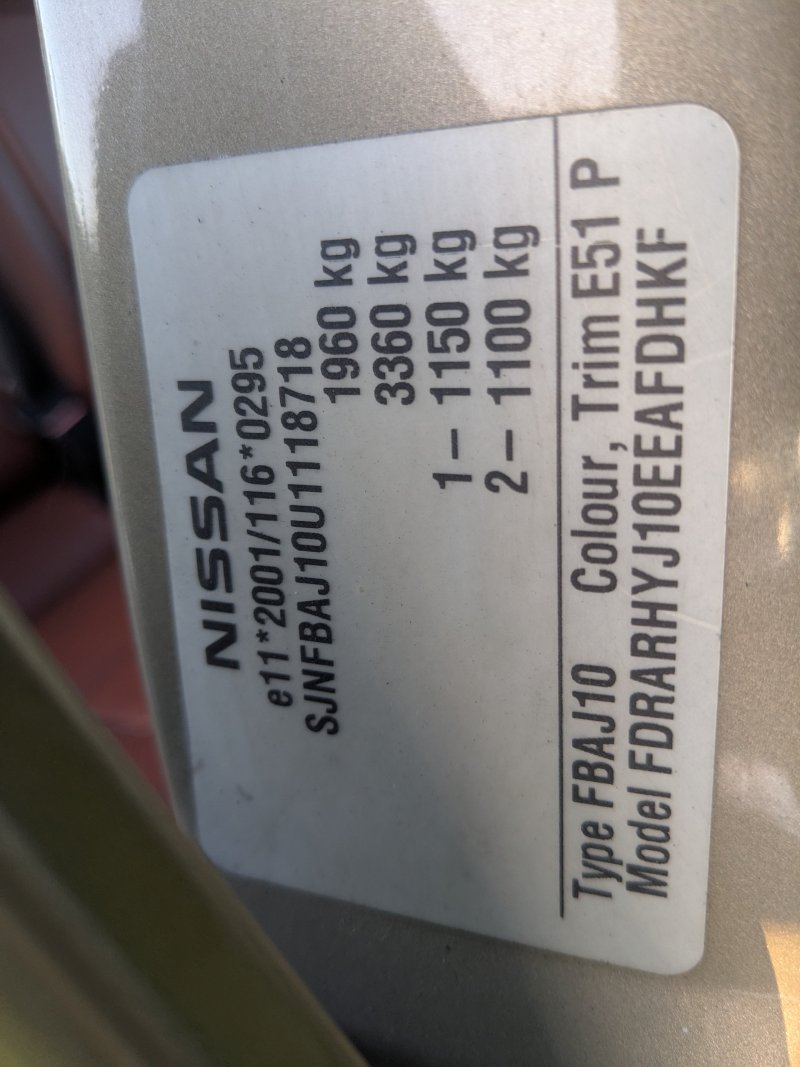 NISSAN
e11*2001/116*0295
SJNFBAJ10U1118718
1960 kg
3360 kg
1– 1150 kg
2– 1100 kg
Type FBAJ10 Colour, Trim E51 P
Model FDRARHYJ10EEAFDHKF